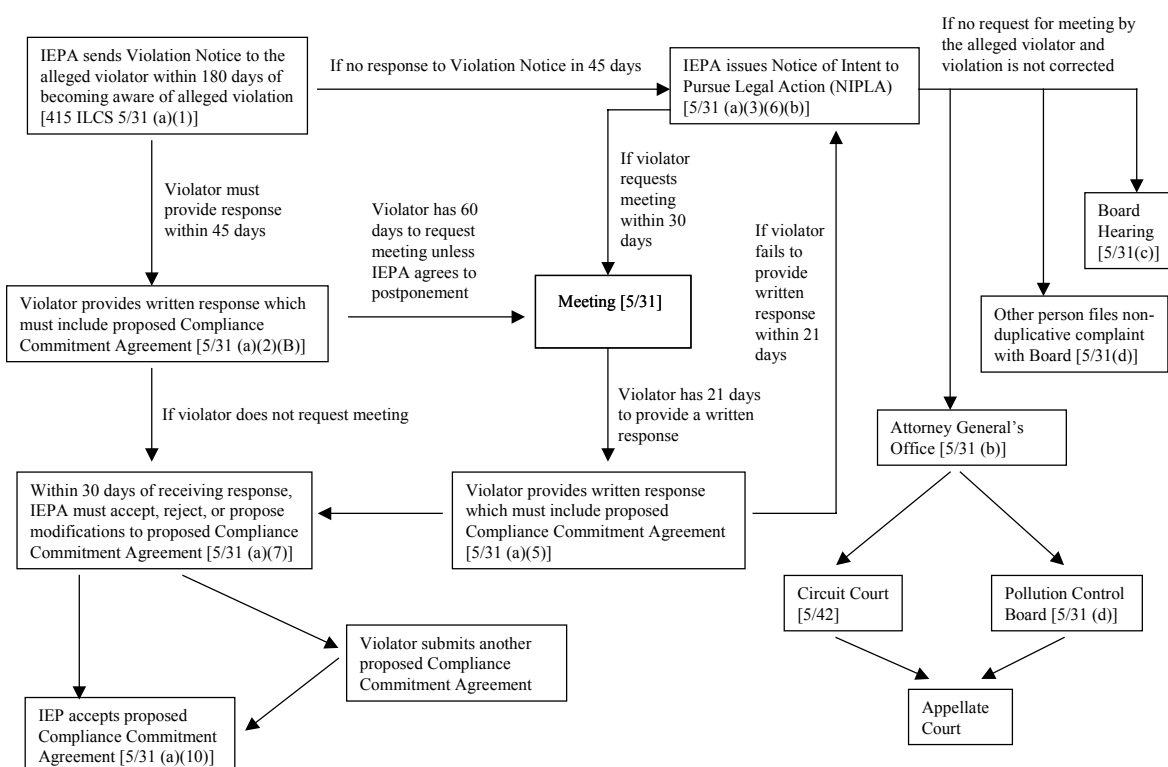 IEPA sends Violation Notice to the
alleged violator within 180 days of
becoming aware of alleged violation
[415 ILCS 5/31 (a)(1)]
If no response to Violation Notice in 45 days
IEPA issues Notice of Intent to
Pursue Legal Action (NIPLA)
[5/31 (a)(3)(6)(b)]
If no request for meeting by
the alleged violator and
violation is not corrected
Violator must
provide response
within 45 days
Violator has 60
days to request
meeting unless
IEPA agrees to
postponement
If violator
requests
meeting
within 30
days
If violator
fails to
provide
written
response
within 21
days
Board
Hearing
[5/31(c)]
Violator provides written response which
must include proposed Compliance
Commitment Agreement [5/31 (a)(2)(B)]
Meeting [5/31]
Other person files non-
duplicative complaint
with Board [5/31(d)]
If violator does not request meeting
Violator has 21 days
to provide a written
response
Attorney General's
Office [5/31 (b)]
Within 30 days of receiving response,
IEPA must accept, reject, or propose
modifications to proposed Compliance
Commitment Agreement [5/31 (a)(7)]
Violator provides written response
which must include proposed
Compliance Commitment Agreement
[5/31 (a)(5)]
Circuit Court
[5/42]
Pollution Control
Board [5/31 (d)]
Violator submits another
proposed Compliance
Commitment Agreement
IEP accepts proposed
Compliance Commitment
Agreement [5/31 (a)(10)]
Appellate
Court